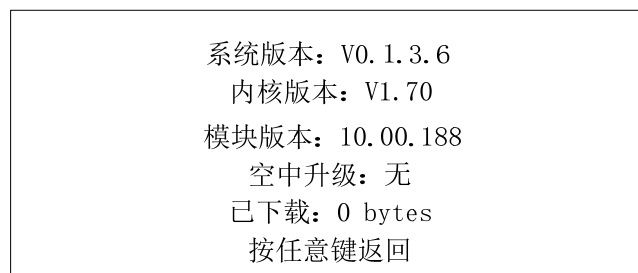 系统版本：V0.1.3.6
内核版本：V1.70
模块版本：10.00.188
空中升级：无
已下载：0 bytes
按任意键返回